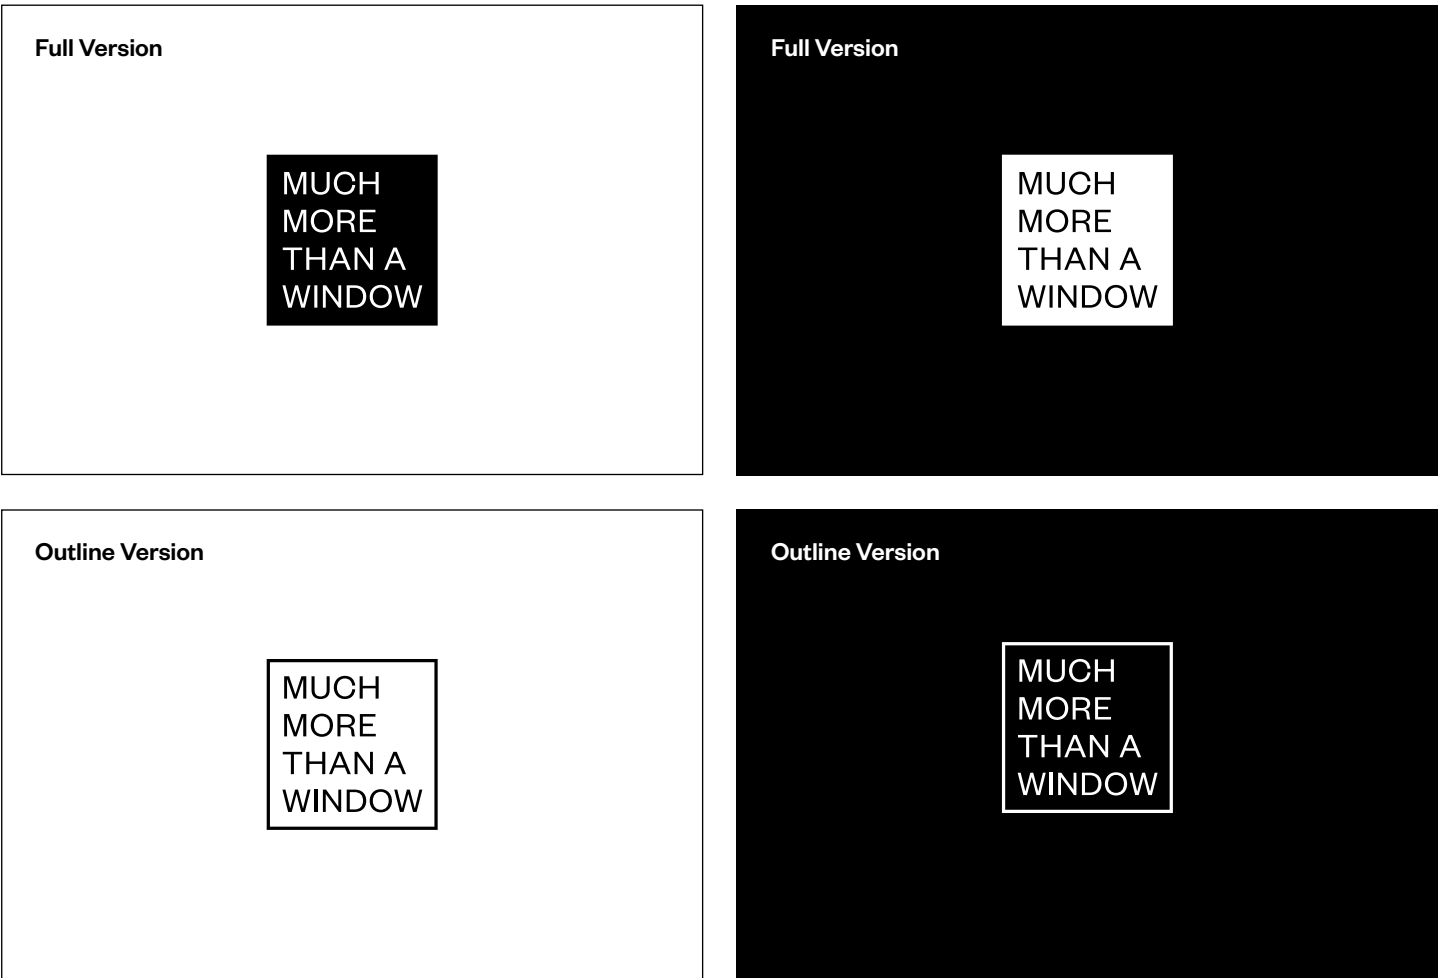 Full Version
MUCH
MORE
THAN A
WINDOW
Full Version
MUCH
MORE
THAN A
WINDOW
Outline Version
MUCH
MORE
THAN A
WINDOW
Outline Version
MUCH
MORE
THAN A
WINDOW